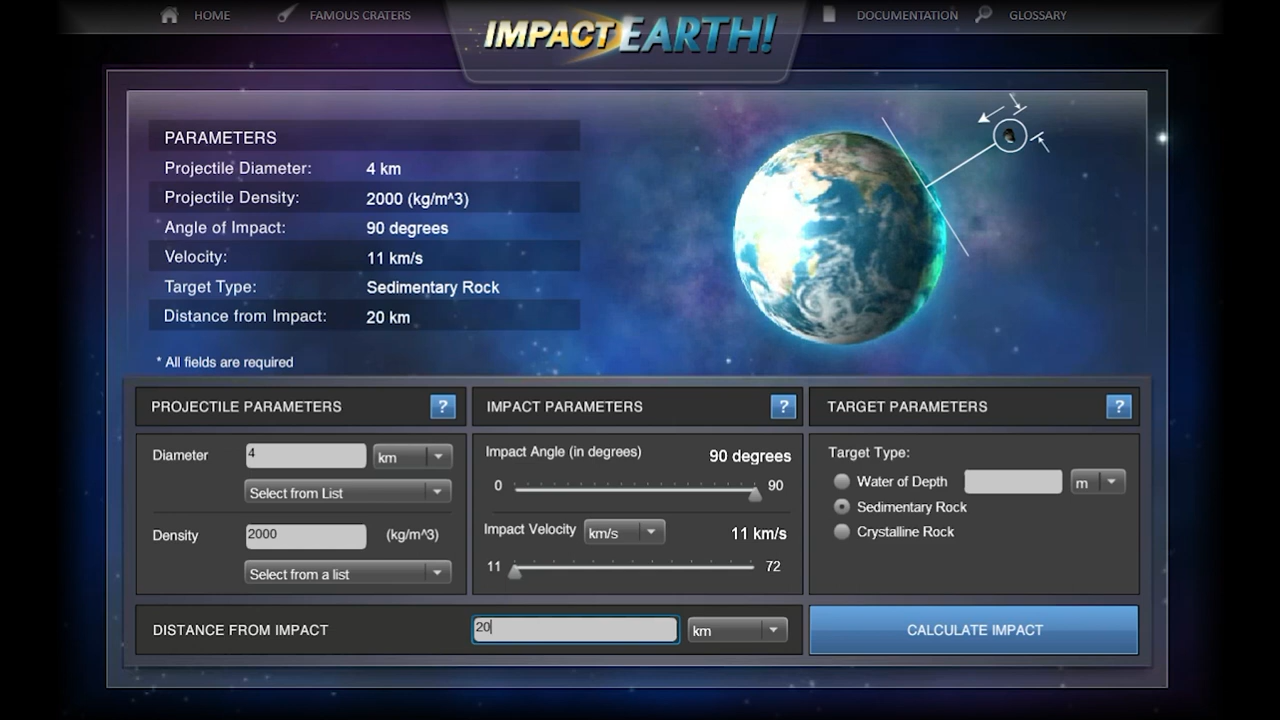 HOME
FAMOUS CRATERS
IMPACT EARTH!
DOCUMENTATION
GLOSSARY
PARAMETERS
Projectile Diameter: 4 km
Projectile Density: 2000 (kg/m^3)
Angle of Impact: 90 degrees
Velocity: 11 km/s
Target Type: Sedimentary Rock
Distance from Impact: 20 km
* All fields are required
PROJECTILE PARAMETERS ?
Diameter 4 km
Select from List
Density 2000 (kg/m^3)
Select from a list
IMPACT PARAMETERS ?
Impact Angle (in degrees) 90 degrees
0 90
Impact Velocity km/s 11 km/s
11 72
TARGET PARAMETERS ?
Target Type:
Water of Depth m
Sedimentary Rock
Crystalline Rock
DISTANCE FROM IMPACT 20 km
CALCULATE IMPACT